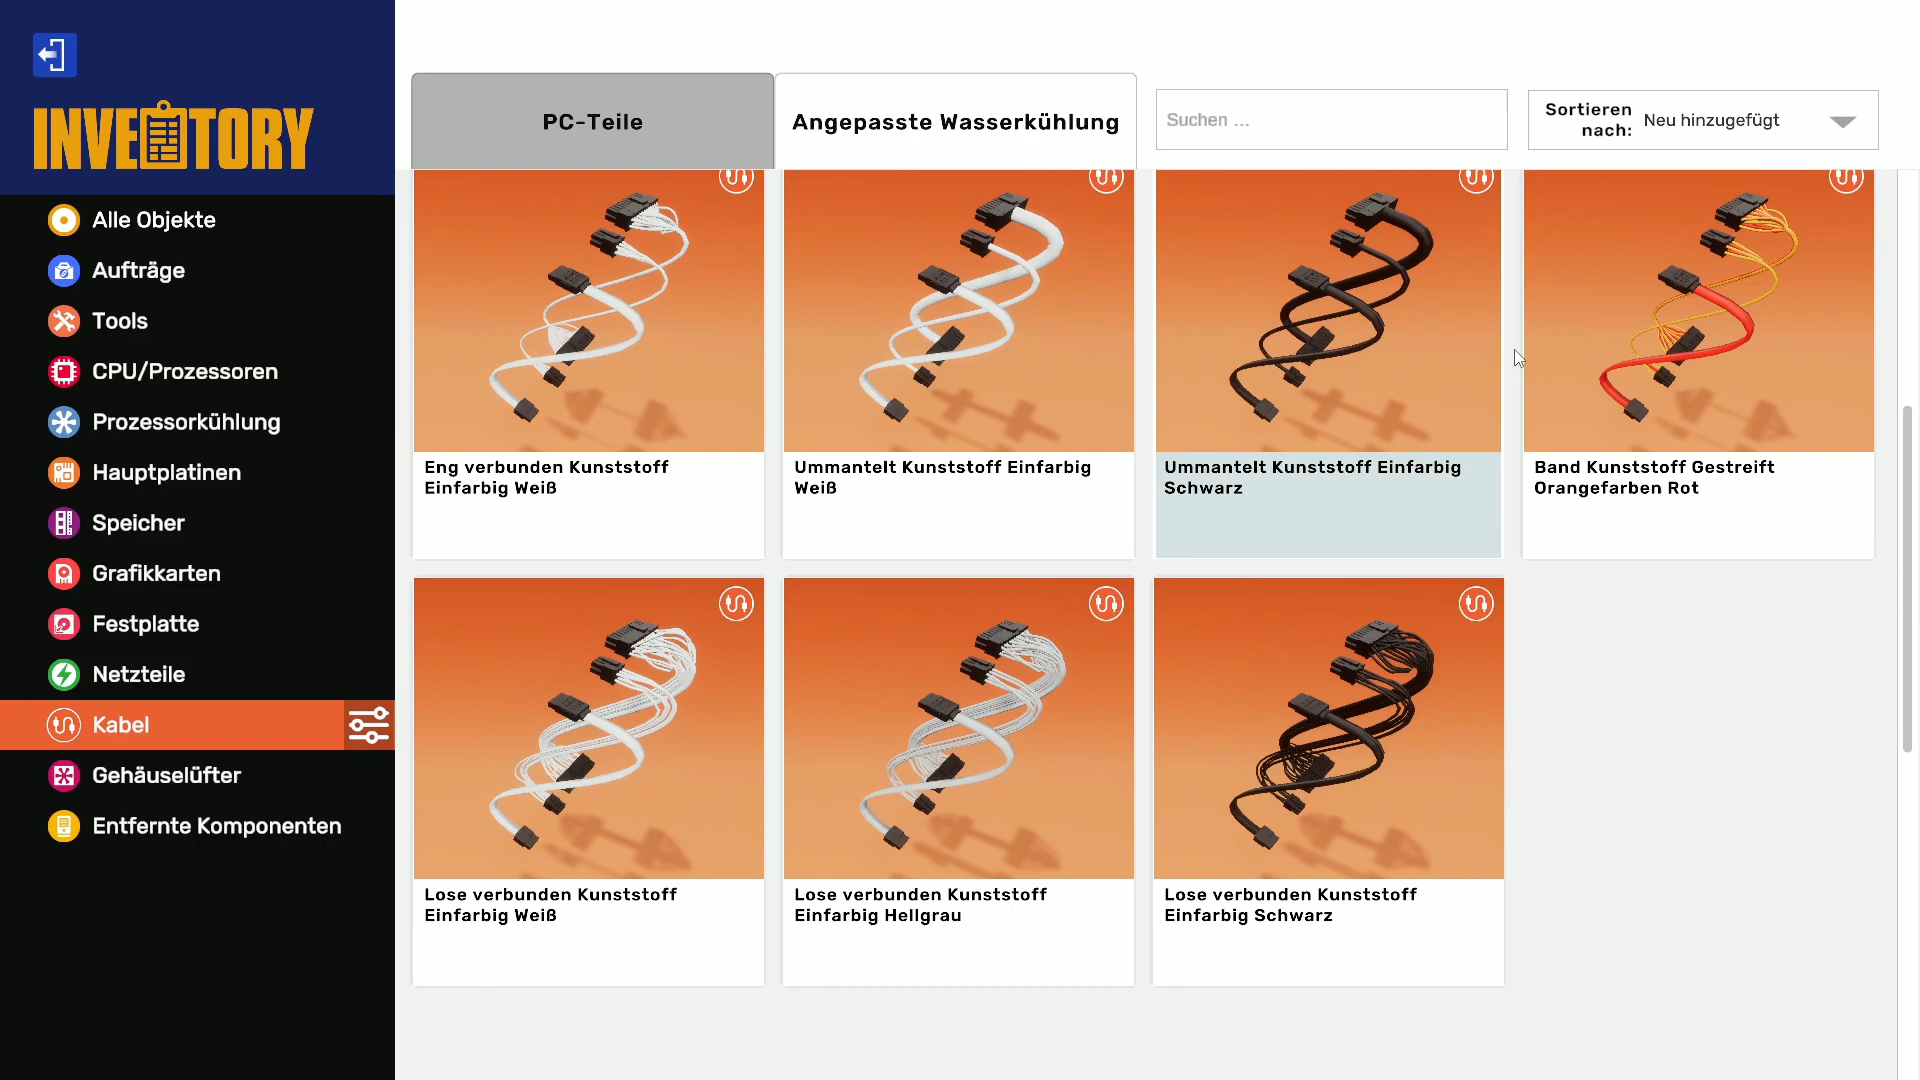 INVENTORY
Alle Objekte
Aufträge
Tools
CPU/Prozessoren
Prozessorkühlung
Hauptplatinen
Speicher
Grafikkarten
Festplatte
Netzteile
Kabel
Gehäuselüfter
Entfernte Komponenten
PC-Teile
Angepasste Wasserkühlung
Suchen ...
Sortieren
nach:
Neu hinzugefügt
Eng verbunden Kunststoff
Einfarbig Weiß
Ummantelt Kunststoff Einfarbig
Weiß
Ummantelt Kunststoff Einfarbig
Schwarz
Band Kunststoff Gestreift
Orangefarben Rot
Lose verbunden Kunststoff
Einfarbig Weiß
Lose verbunden Kunststoff
Einfarbig Hellgrau
Lose verbunden Kunststoff
Einfarbig Schwarz